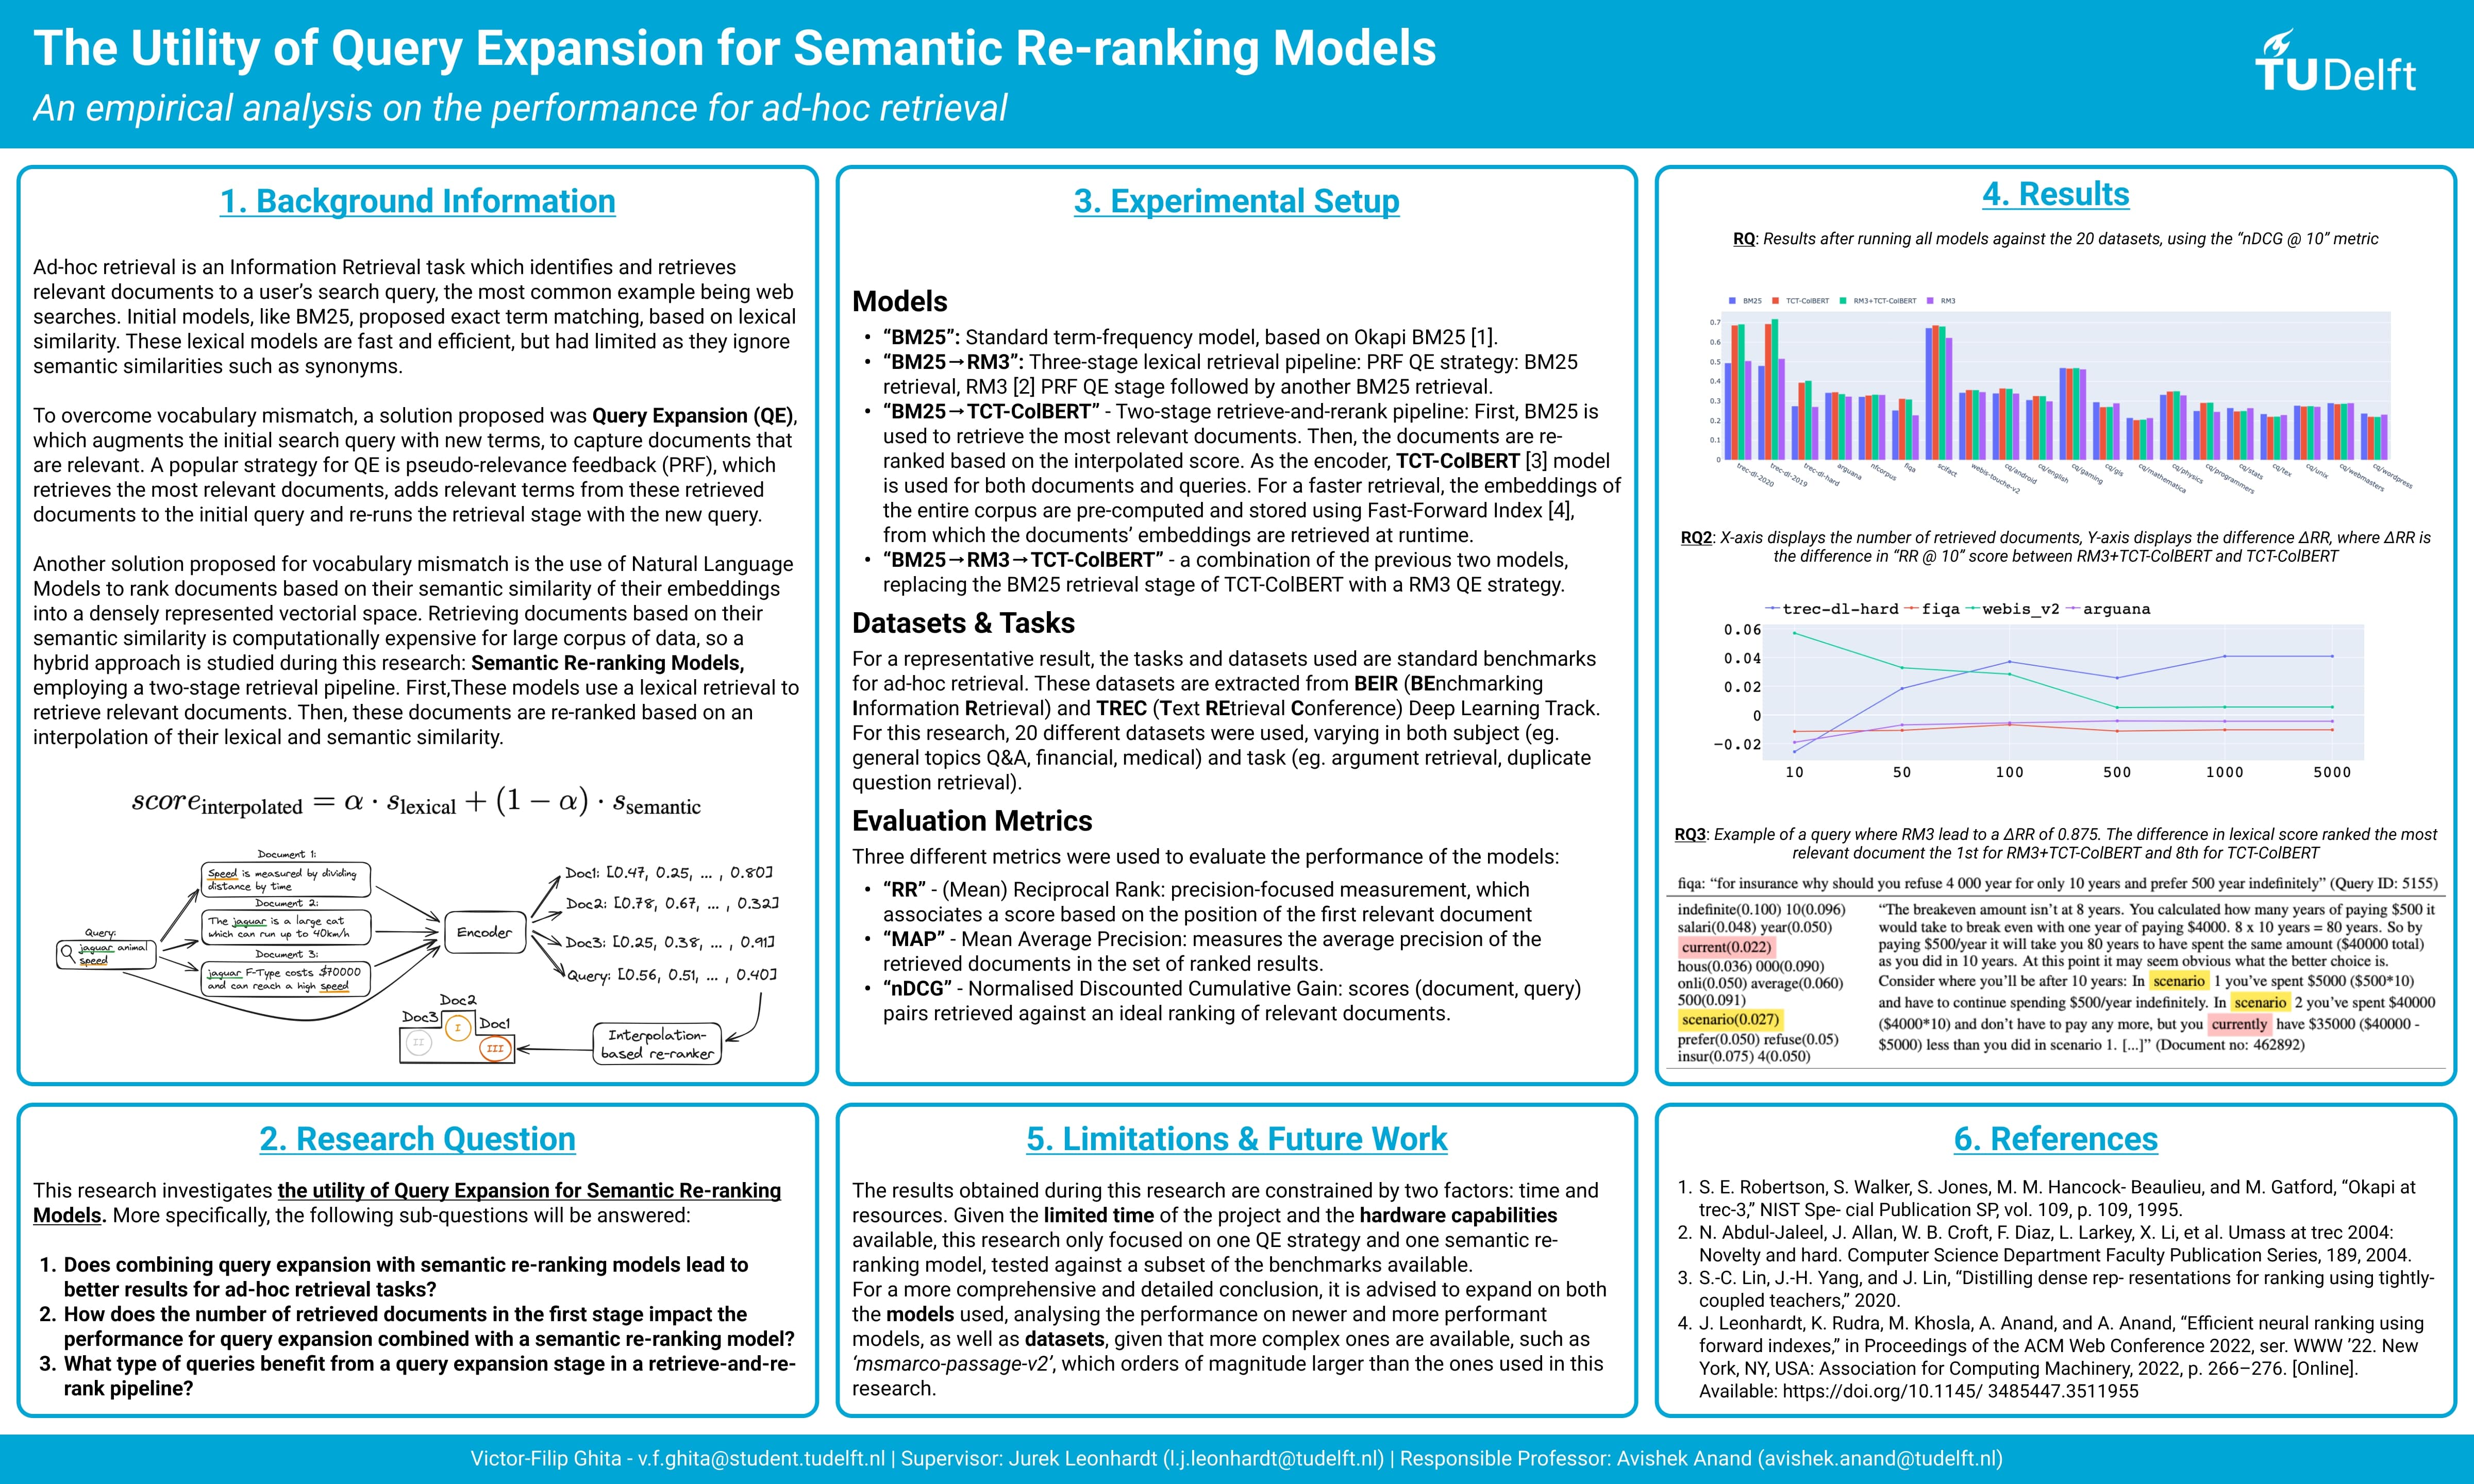 The Utility of Query Expansion for Semantic Re-ranking Models
An empirical analysis on the performance for ad-hoc retrieval
TU Delft
1. Background Information
Ad-hoc retrieval is an Information Retrieval task which identifies and retrieves
relevant documents to a user's search query, the most common example being web
searches. Initial models, like BM25, proposed exact term matching, based on lexical
similarity. These lexical models are fast and efficient, but had limited as they ignore
semantic similarities such as synonyms.
To overcome vocabulary mismatch, a solution proposed was Query Expansion (QE),
which augments the initial search query with new terms, to capture documents that
are relevant. A popular strategy for QE is pseudo-relevance feedback (PRF), which
retrieves the most relevant documents, adds relevant terms from these retrieved
documents to the initial query and re-runs the retrieval stage with the new query.
Another solution proposed for vocabulary mismatch is the use of Natural Language
Models to rank documents based on their semantic similarity of their embeddings
into a densely represented vectorial space. Retrieving documents based on their
semantic similarity is computationally expensive for large corpus of data, so a
hybrid approach is studied during this research: Semantic Re-ranking Models,
employing a two-stage retrieval pipeline. First,These models use a lexical retrieval to
retrieve relevant documents. Then, these documents are re-ranked based on an
interpolation of their lexical and semantic similarity.
score_interpolated = α · s_lexical + (1 − α) · s_semantic
Query:
jaguar animal
speed
Document 1:
Speed is measured by dividing
distance by time
Document 2:
The jaguar is a large cat
which can run up to 40km/h
Document 3:
jaguar F-Type costs $70000
and can reach a high speed
Encoder
Doc1: [0.47, 0.25, ... , 0.80]
Doc2: [0.78, 0.67, ... , 0.32]
Doc3: [0.25, 0.38, ... , 0.91]
Query: [0.56, 0.51, ... , 0.40]
Interpolation-
based re-ranker
Doc2
Doc3
Doc1
I
II
III
2. Research Question
This research investigates the utility of Query Expansion for Semantic Re-ranking
Models. More specifically, the following sub-questions will be answered:
1. Does combining query expansion with semantic re-ranking models lead to
better results for ad-hoc retrieval tasks?
2. How does the number of retrieved documents in the first stage impact the
performance for query expansion combined with a semantic re-ranking model?
3. What type of queries benefit from a query expansion stage in a retrieve-and-re-
rank pipeline?
3. Experimental Setup
Models
• "BM25": Standard term-frequency model, based on Okapi BM25 [1].
• "BM25→RM3": Three-stage lexical retrieval pipeline: PRF QE strategy: BM25
retrieval, RM3 [2] PRF QE stage followed by another BM25 retrieval.
• "BM25→TCT-ColBERT" - Two-stage retrieve-and-rerank pipeline: First, BM25 is
used to retrieve the most relevant documents. Then, the documents are re-
ranked based on the interpolated score. As the encoder, TCT-ColBERT [3] model
is used for both documents and queries. For a faster retrieval, the embeddings of
the entire corpus are pre-computed and stored using Fast-Forward Index [4],
from which the documents' embeddings are retrieved at runtime.
• "BM25→RM3→TCT-ColBERT" - a combination of the previous two models,
replacing the BM25 retrieval stage of TCT-ColBERT with a RM3 QE strategy.
Datasets & Tasks
For a representative result, the tasks and datasets used are standard benchmarks
for ad-hoc retrieval. These datasets are extracted from BEIR (BEnchmarking
Information Retrieval) and TREC (Text REtrieval Conference) Deep Learning Track.
For this research, 20 different datasets were used, varying in both subject (eg.
general topics Q&A, financial, medical) and task (eg. argument retrieval, duplicate
question retrieval).
Evaluation Metrics
Three different metrics were used to evaluate the performance of the models:
• "RR" - (Mean) Reciprocal Rank: precision-focused measurement, which
associates a score based on the position of the first relevant document
• "MAP" - Mean Average Precision: measures the average precision of the
retrieved documents in the set of ranked results.
• "nDCG" - Normalised Discounted Cumulative Gain: scores (document, query)
pairs retrieved against an ideal ranking of relevant documents.
4. Results
RQ: Results after running all models against the 20 datasets, using the "nDCG @ 10" metric
BM25 TCT-ColBERT RM3+TCT-ColBERT RM3
0.7
0.6
0.5
0.4
0.3
0.2
0.1
0
trec-dl-2020 trec-dl-2019 trec-dl-hard arguana nfcorpus fiqa scifact webis-touche-v2 cq/android cq/english cq/gaming cq/gis cq/mathematica cq/physics cq/programmers cq/stats cq/tex cq/unix cq/webmasters cq/wordpress
RQ2: X-axis displays the number of retrieved documents, Y-axis displays the difference ΔRR, where ΔRR is
the difference in "RR @ 10" score between RM3+TCT-ColBERT and TCT-ColBERT
trec-dl-hard fiqa webis_v2 arguana
0.06
0.04
0.02
0
−0.02
10 50 100 500 1000 5000
RQ3: Example of a query where RM3 lead to a ΔRR of 0.875. The difference in lexical score ranked the most
relevant document the 1st for RM3+TCT-ColBERT and 8th for TCT-ColBERT
fiqa: "for insurance why should you refuse 4 000 year for only 10 years and prefer 500 year indefinitely" (Query ID: 5155)
indefinite(0.100) 10(0.096)
salari(0.048) year(0.050)
current(0.022)
hous(0.036) 000(0.090)
onli(0.050) average(0.060)
500(0.091)
scenario(0.027)
prefer(0.050) refuse(0.05)
insur(0.075) 4(0.050)
"The breakeven amount isn't at 8 years. You calculated how many years of paying $500 it
would take to break even with one year of paying $4000. 8 x 10 years = 80 years. So by
paying $500/year it will take you 80 years to have spent the same amount ($40000 total)
as you did in 10 years. At this point it may seem obvious what the better choice is.
Consider where you'll be after 10 years: In scenario 1 you've spent $5000 ($500*10)
and have to continue spending $500/year indefinitely. In scenario 2 you've spent $40000
($4000*10) and don't have to pay any more, but you currently have $35000 ($40000 -
$5000) less than you did in scenario 1. [...]" (Document no: 462892)
5. Limitations & Future Work
The results obtained during this research are constrained by two factors: time and
resources. Given the limited time of the project and the hardware capabilities
available, this research only focused on one QE strategy and one semantic re-
ranking model, tested against a subset of the benchmarks available.
For a more comprehensive and detailed conclusion, it is advised to expand on both
the models used, analysing the performance on newer and more performant
models, as well as datasets, given that more complex ones are available, such as
'msmarco-passage-v2', which orders of magnitude larger than the ones used in this
research.
6. References
1. S. E. Robertson, S. Walker, S. Jones, M. M. Hancock- Beaulieu, and M. Gatford, "Okapi at
trec-3," NIST Spe- cial Publication SP, vol. 109, p. 109, 1995.
2. N. Abdul-Jaleel, J. Allan, W. B. Croft, F. Diaz, L. Larkey, X. Li, et al. Umass at trec 2004:
Novelty and hard. Computer Science Department Faculty Publication Series, 189, 2004.
3. S.-C. Lin, J.-H. Yang, and J. Lin, "Distilling dense rep- resentations for ranking using tightly-
coupled teachers," 2020.
4. J. Leonhardt, K. Rudra, M. Khosla, A. Anand, and A. Anand, "Efficient neural ranking using
forward indexes," in Proceedings of the ACM Web Conference 2022, ser. WWW '22. New
York, NY, USA: Association for Computing Machinery, 2022, p. 266–276. [Online].
Available: https://doi.org/10.1145/ 3485447.3511955
Victor-Filip Ghita - v.f.ghita@student.tudelft.nl | Supervisor: Jurek Leonhardt (l.j.leonhardt@tudelft.nl) | Responsible Professor: Avishek Anand (avishek.anand@tudelft.nl)